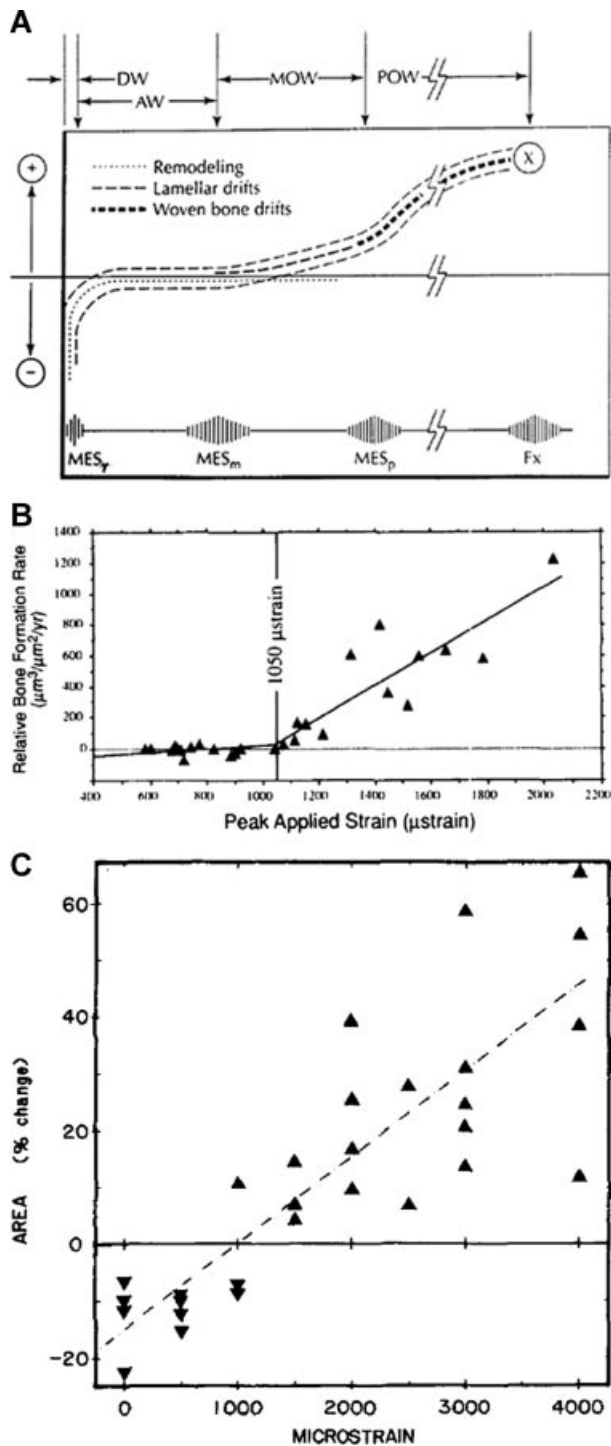 A
DW
MOW
POW
AW
+
Remodeling
Lamellar drifts
Woven bone drifts
X
−
MESr
MESm
MESp
Fx
B
Relative Bone Formation Rate
(µm³/µm²/yr)
1400
1200
1000
800
600
400
200
0
1050 µstrain
400
600
800
1000
1200
1400
1600
1800
2000
2200
Peak Applied Strain (µstrain)
C
AREA (% change)
60
40
20
0
-20
0
1000
2000
3000
4000
MICROSTRAIN